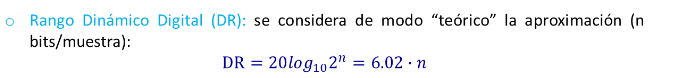 ○ Rango Dinámico Digital (DR): se considera de modo “teórico” la aproximación (n
bits/muestra):
DR = 20log₁₀2ⁿ = 6.02 · n